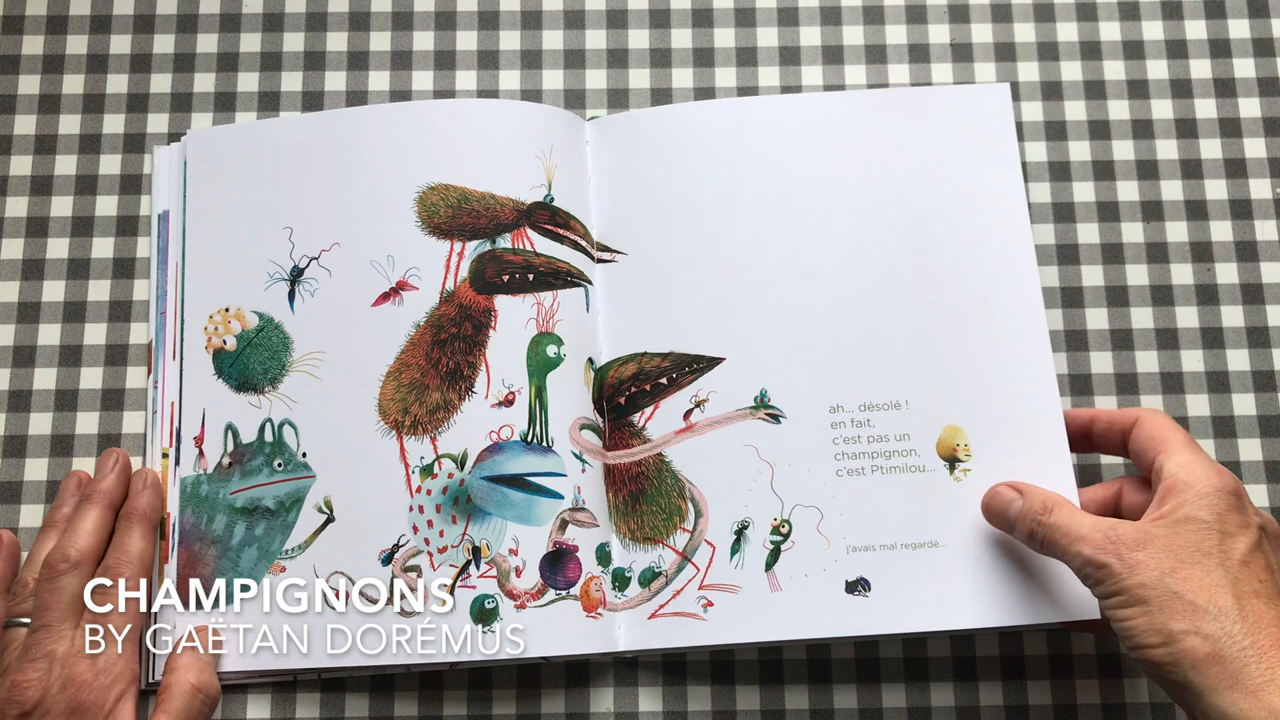 ah... désolé !
en fait,
c'est pas un
champignon,
c'est Ptimilou...
j'avais mal regardé...
CHAMPIGNONS
BY GAËTAN DORÉMUS